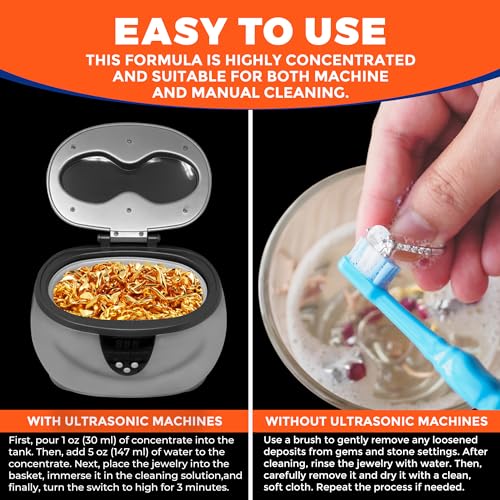 EASY TO USE
THIS FORMULA IS HIGHLY CONCENTRATED
AND SUITABLE FOR BOTH MACHINE
AND MANUAL CLEANING.
WITH ULTRASONIC MACHINES
First, pour 1 oz (30 ml) of concentrate into the
tank. Then, add 5 oz (147 ml) of water to the
concentrate. Next, place the jewelry into the
basket, immerse it in the cleaning solution,and
finally, turn the switch to high for 3 minutes.
WITHOUT ULTRASONIC MACHINES
Use a brush to gently remove any loosened
deposits from gems and stone settings. After
cleaning, rinse the jewelry with water. Then,
carefully remove it and dry it with a clean,
soft cloth. Repeat the process if needed.